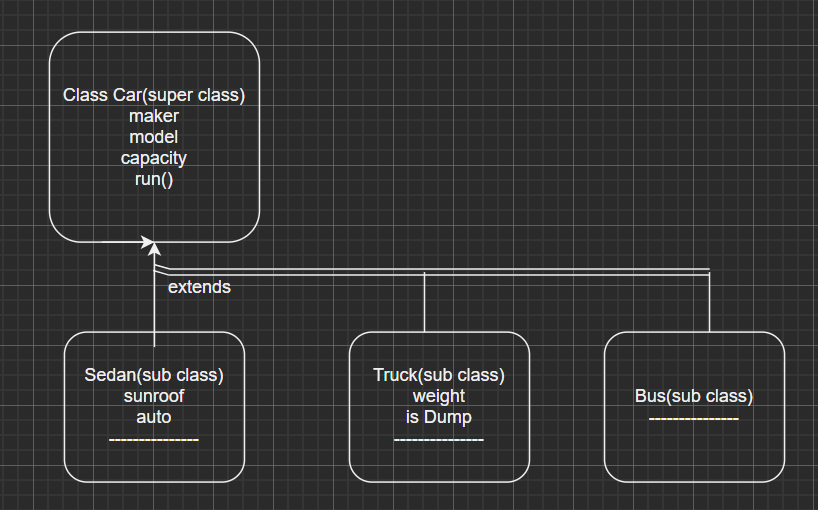 Class Car(super class)
maker
model
capacity
run()
extends
Sedan(sub class)
sunroof
auto
---------------
Truck(sub class)
weight
is Dump
---------------
Bus(sub class)
---------------